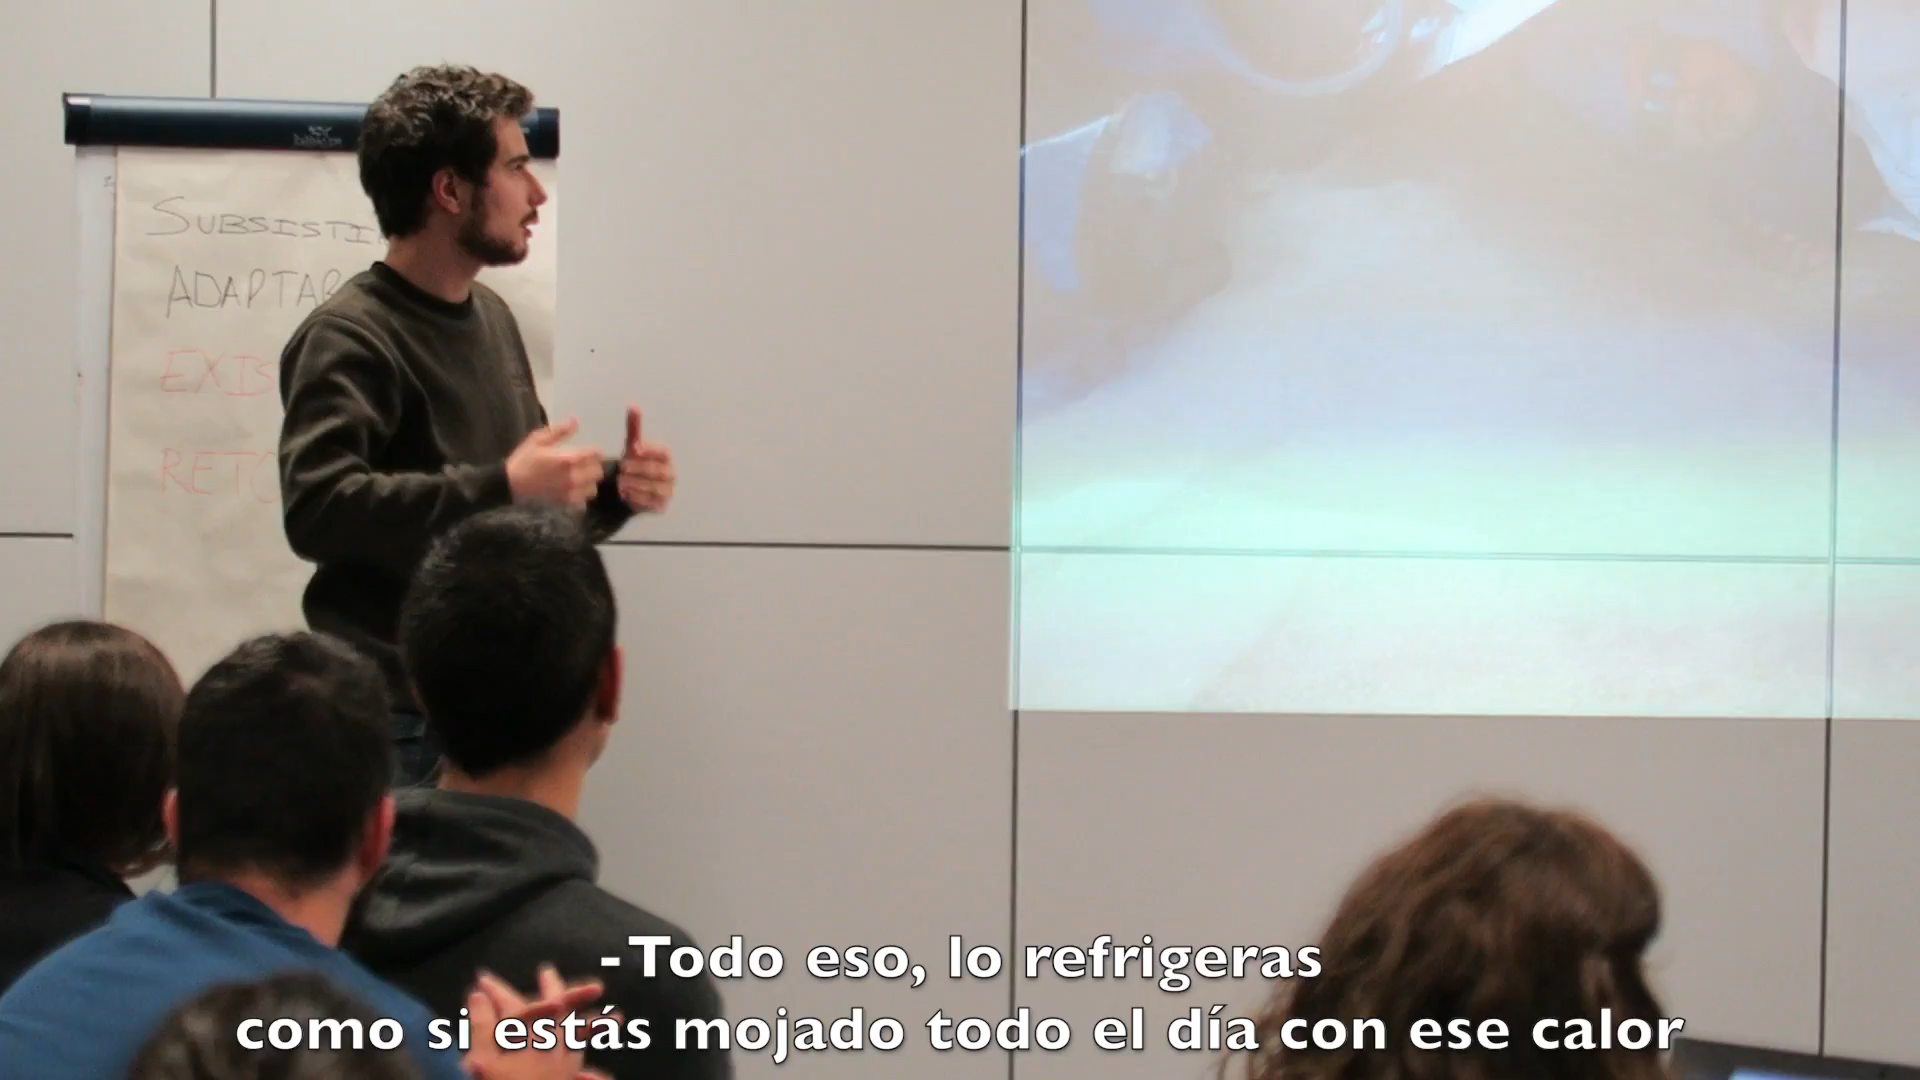 SUBSISTI
ADAPTAR
EXIS
RETO
-Todo eso, lo refrigeras
como si estás mojado todo el día con ese calor